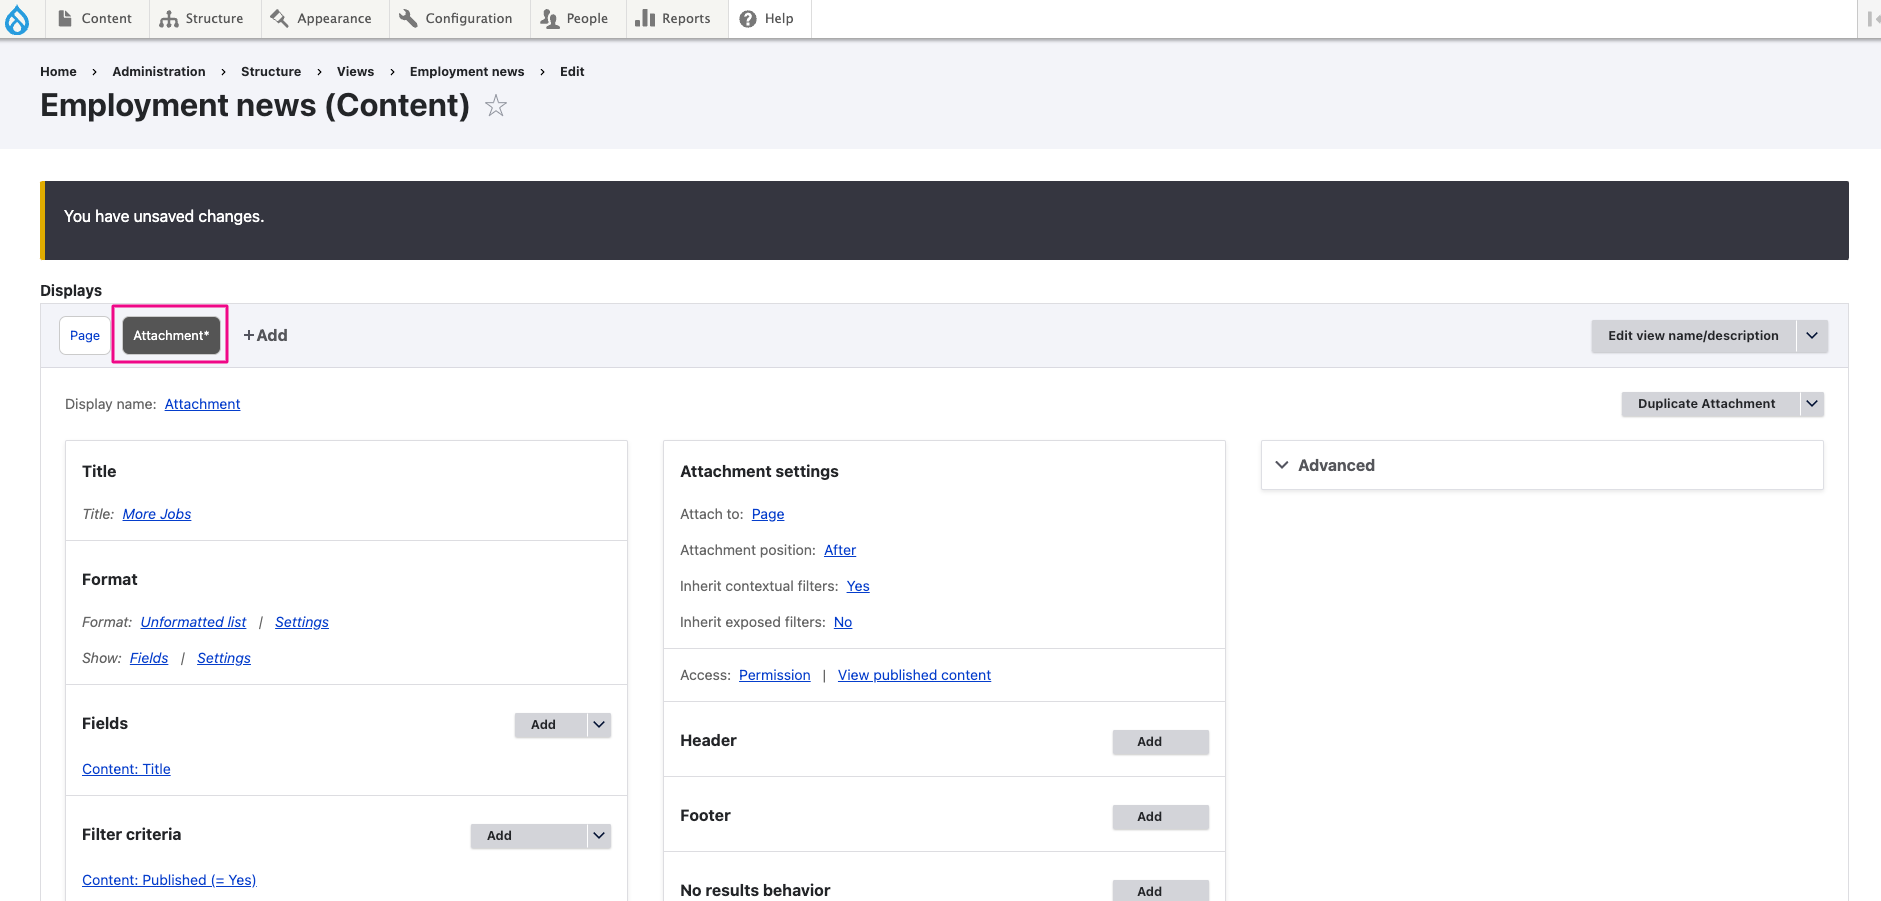 Content Structure Appearance Configuration People Reports Help
Home › Administration › Structure › Views › Employment news › Edit
Employment news (Content)
You have unsaved changes.
Displays
Page Attachment* +Add Edit view name/description
Display name: Attachment Duplicate Attachment
Title
Title: More Jobs
Format
Format: Unformatted list | Settings
Show: Fields | Settings
Fields Add
Content: Title
Filter criteria Add
Content: Published (= Yes)
Attachment settings
Attach to: Page
Attachment position: After
Inherit contextual filters: Yes
Inherit exposed filters: No
Access: Permission | View published content
Header Add
Footer Add
No results behavior Add
Advanced